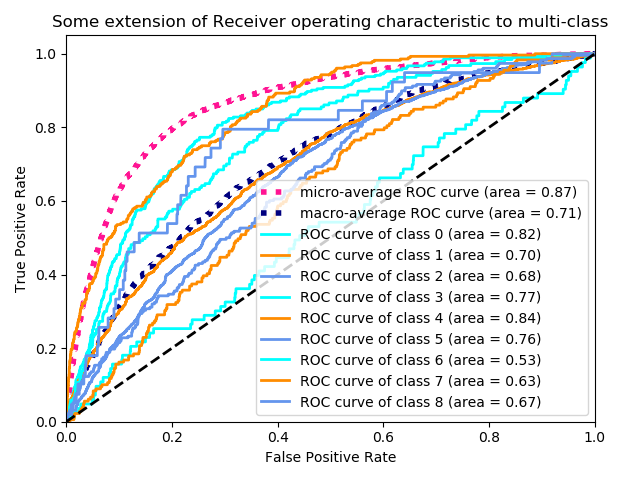 Some extension of Receiver operating characteristic to multi-class
1.0
0.8
0.6
0.4
0.2
0.0
True Positive Rate
micro-average ROC curve (area = 0.87)
macro-average ROC curve (area = 0.71)
ROC curve of class 0 (area = 0.82)
ROC curve of class 1 (area = 0.70)
ROC curve of class 2 (area = 0.68)
ROC curve of class 3 (area = 0.77)
ROC curve of class 4 (area = 0.84)
ROC curve of class 5 (area = 0.76)
ROC curve of class 6 (area = 0.53)
ROC curve of class 7 (area = 0.63)
ROC curve of class 8 (area = 0.67)
0.0 0.2 0.4 0.6 0.8 1.0
False Positive Rate